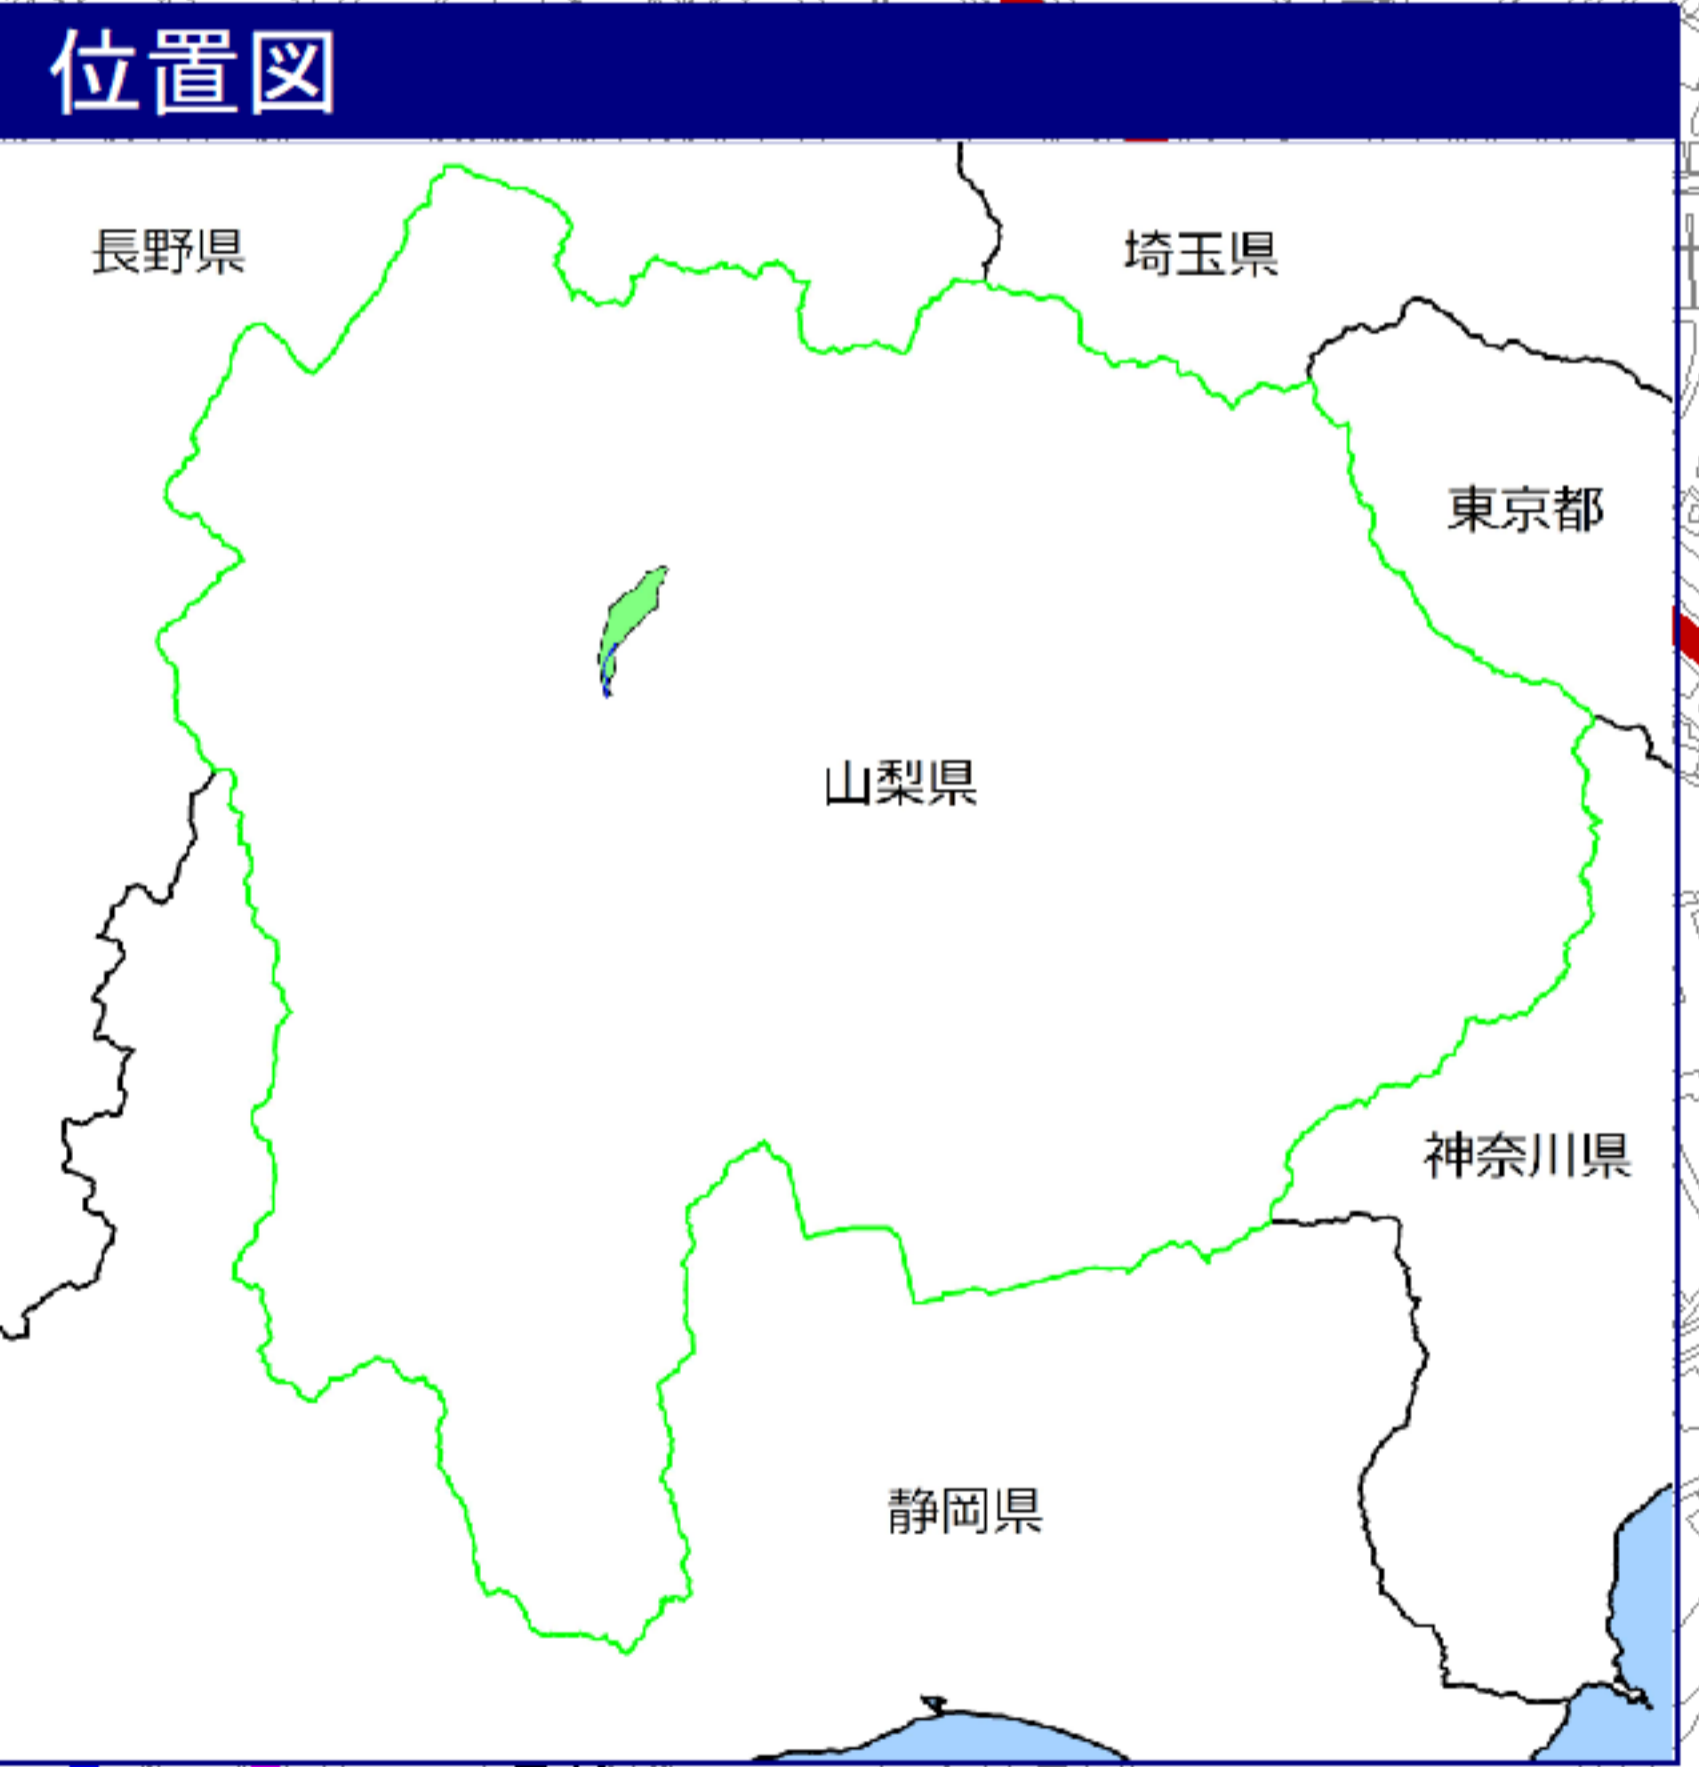 位置図
長野県
埼玉県
東京都
山梨県
神奈川県
静岡県